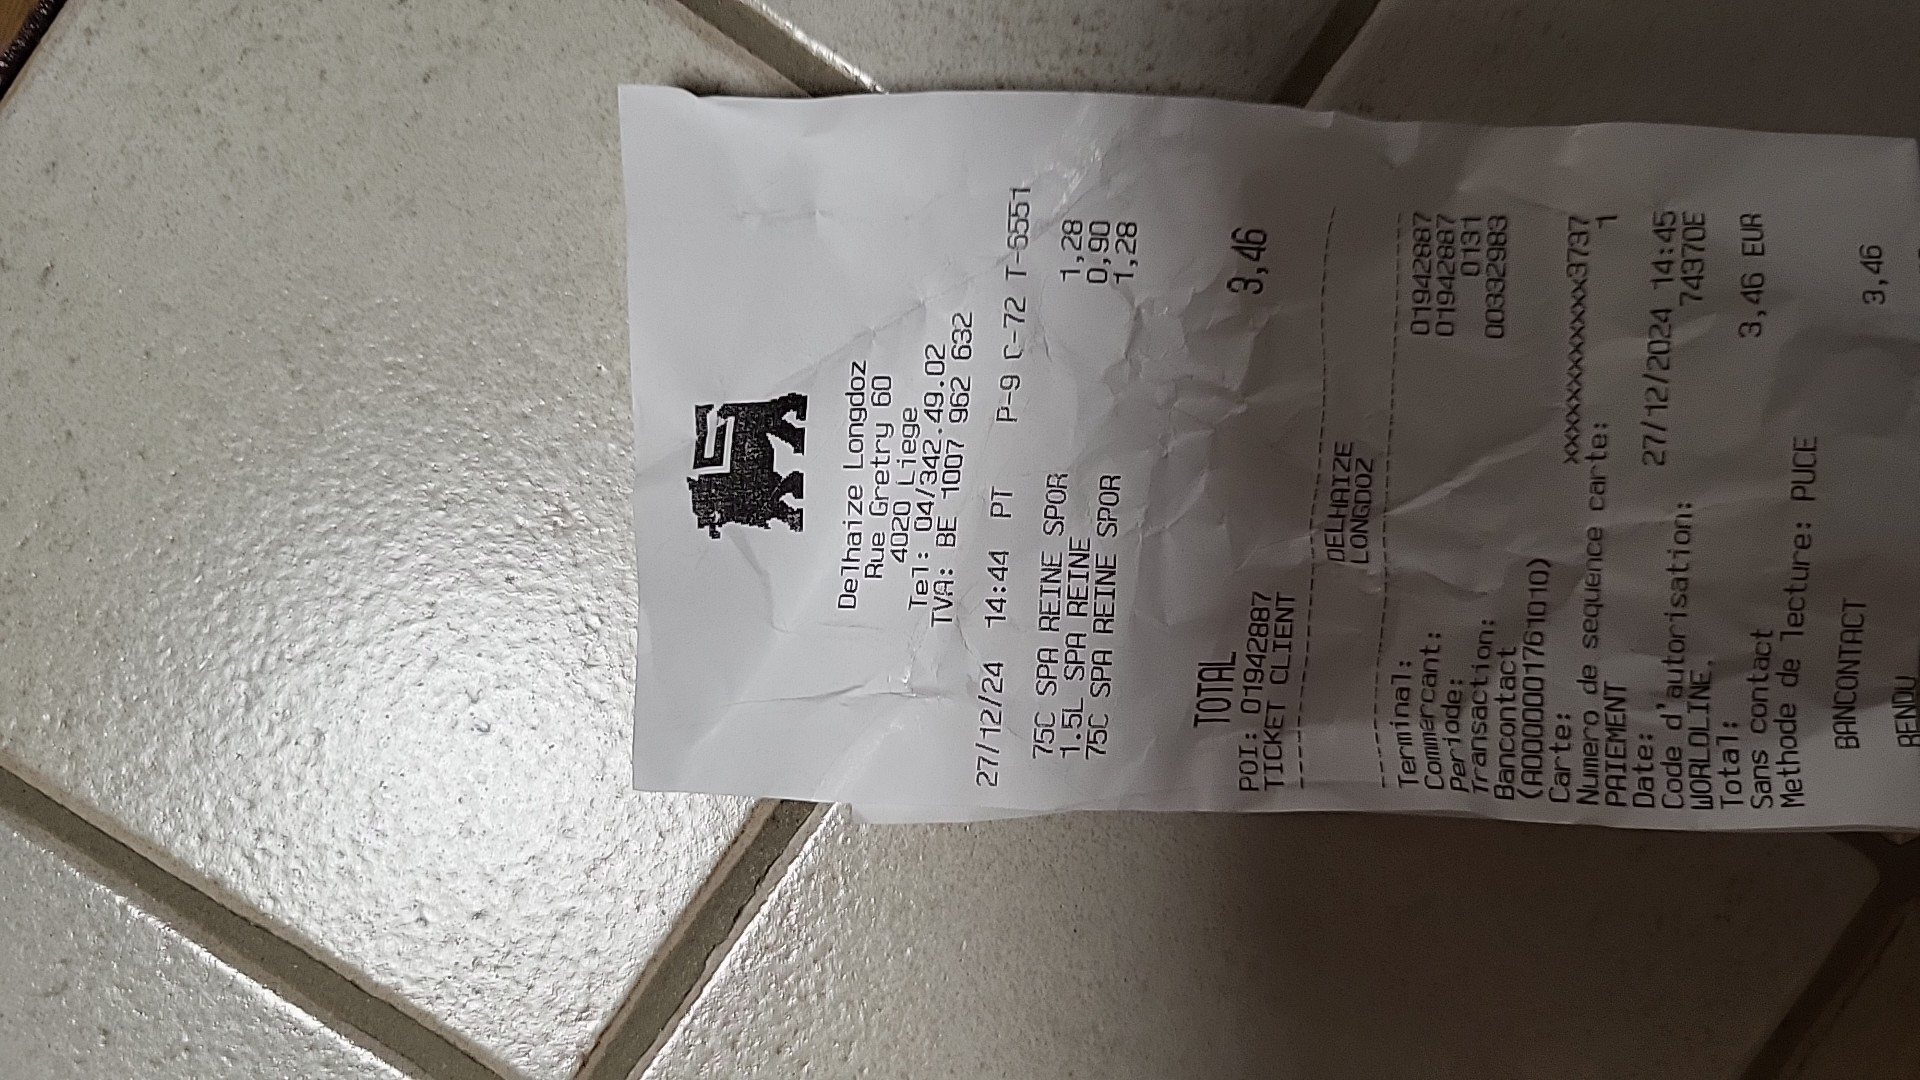 Delhaize Longdoz
Rue Gretry 60
4020 Liege
Tel: 04/342.49.02
TVA: BE 1007 962 632
27/12/24 14:44 PT P-9 C-72 T-6551
75C SPA REINE SPOR 1,28
1.5L SPA REINE 0,90
75C SPA REINE SPOR 1,28
TOTAL 3,46
POI: 01942887
TICKET CLIENT
--------------------------------
DELHAIZE
LONGDOZ
--------------------------------
Terminal: 01942887
Commercant: 01942887
Periode: 0131
Transaction: 00332983
Bancontact
(A0000001761010)
Carte: xxxxxxxxxxxxx3737
Numero de sequence carte: 1
PAIEMENT
Date: 27/12/2024 14:45
Code d'autorisation: 74370E
WORLDLINE.
Total: 3,46 EUR
Sans contact
Methode de lecture: PUCE
BANCONTACT 3,46
RENDU